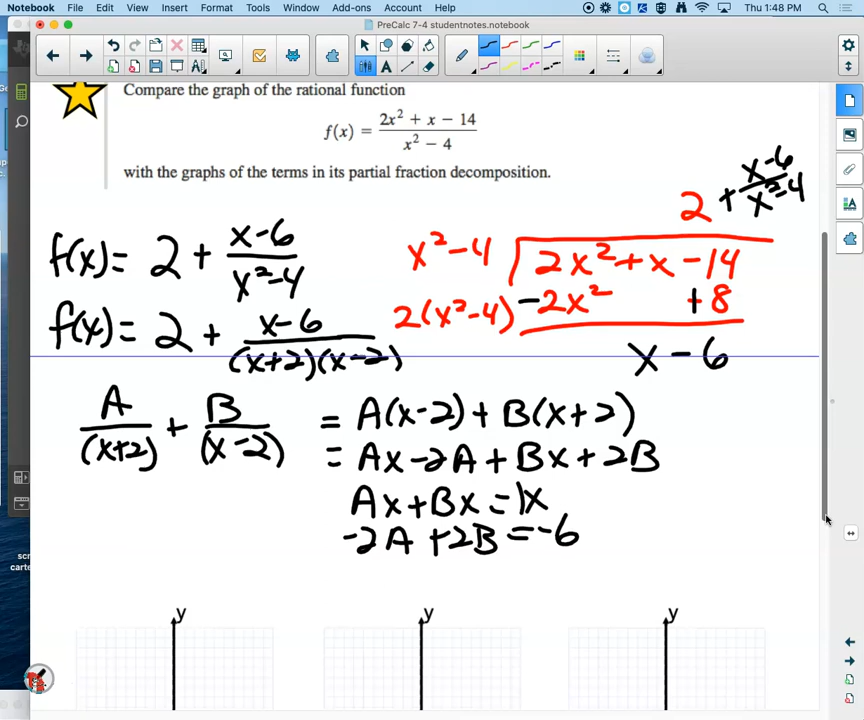 Notebook File Edit Insert Format Tools Window Add-ons Account Help Thu 1:48 PM
PreCalc 7-4 studentnotes.notebook
Compare the graph of the rational function
f(x) = (2x² + x − 14)/(x² − 4)
with the graphs of the terms in its partial fraction decomposition.
2 + (x-6)/(x²-4)
x²-4 ) 2x² + x - 14
2(x²-4) -2x² +8
x - 6
f(x) = 2 + (x-6)/(x²-4)
f(x) = 2 + (x-6)/((x+2)(x-2))
A/(x+2) + B/(x-2) = A(x-2) + B(x+2)
= Ax - 2A + Bx + 2B
Ax + Bx = 1x
-2A + 2B = -6
y y y